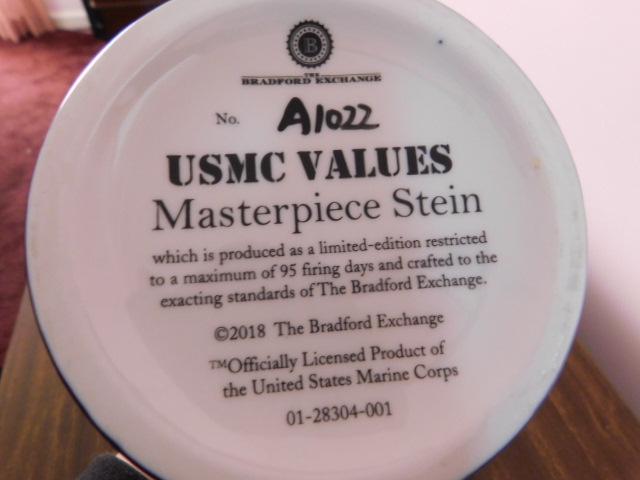 B
THE
BRADFORD EXCHANGE
No. A1022
USMC VALUES
Masterpiece Stein
which is produced as a limited-edition restricted
to a maximum of 95 firing days and crafted to the
exacting standards of The Bradford Exchange.
©2018 The Bradford Exchange
™Officially Licensed Product of
the United States Marine Corps
01-28304-001